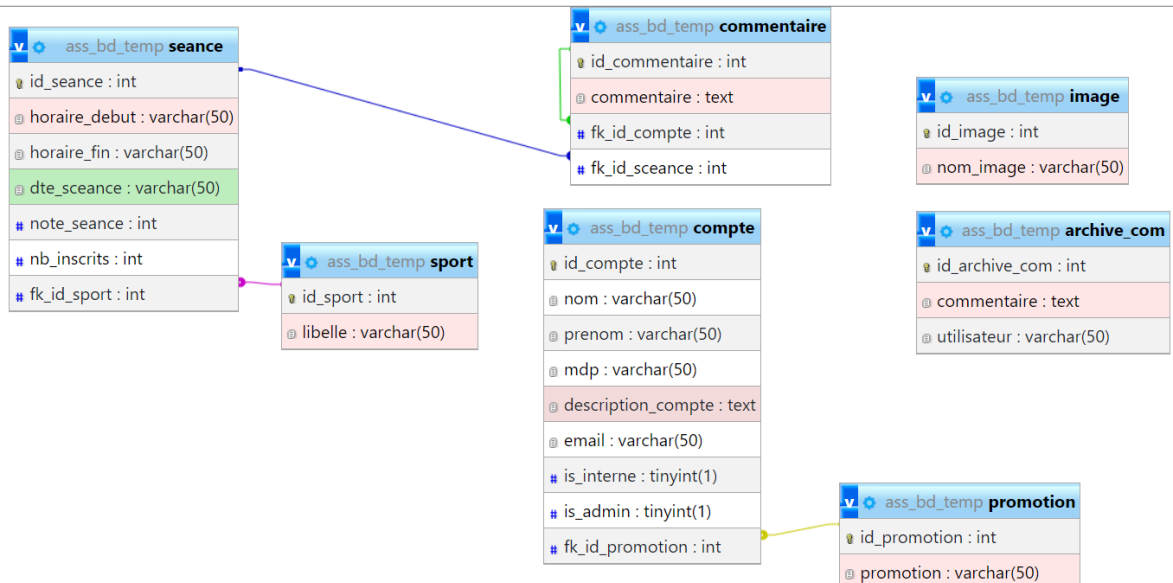 v ass_bd_temp seance
id_seance : int
horaire_debut : varchar(50)
horaire_fin : varchar(50)
dte_sceance : varchar(50)
# note_seance : int
# nb_inscrits : int
# fk_id_sport : int
v ass_bd_temp sport
id_sport : int
libelle : varchar(50)
v ass_bd_temp commentaire
id_commentaire : int
commentaire : text
# fk_id_compte : int
# fk_id_sceance : int
v ass_bd_temp compte
id_compte : int
nom : varchar(50)
prenom : varchar(50)
mdp : varchar(50)
description_compte : text
email : varchar(50)
# is_interne : tinyint(1)
# is_admin : tinyint(1)
# fk_id_promotion : int
v ass_bd_temp image
id_image : int
nom_image : varchar(50)
v ass_bd_temp archive_com
id_archive_com : int
commentaire : text
utilisateur : varchar(50)
v ass_bd_temp promotion
id_promotion : int
promotion : varchar(50)